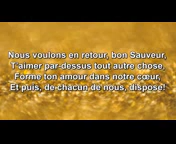 Nous voulons en retour, bon Sauveur,
T'aimer par-dessus tout autre chose.
Forme ton amour dans notre cœur,
Et puis, de chacun de nous, dispose!